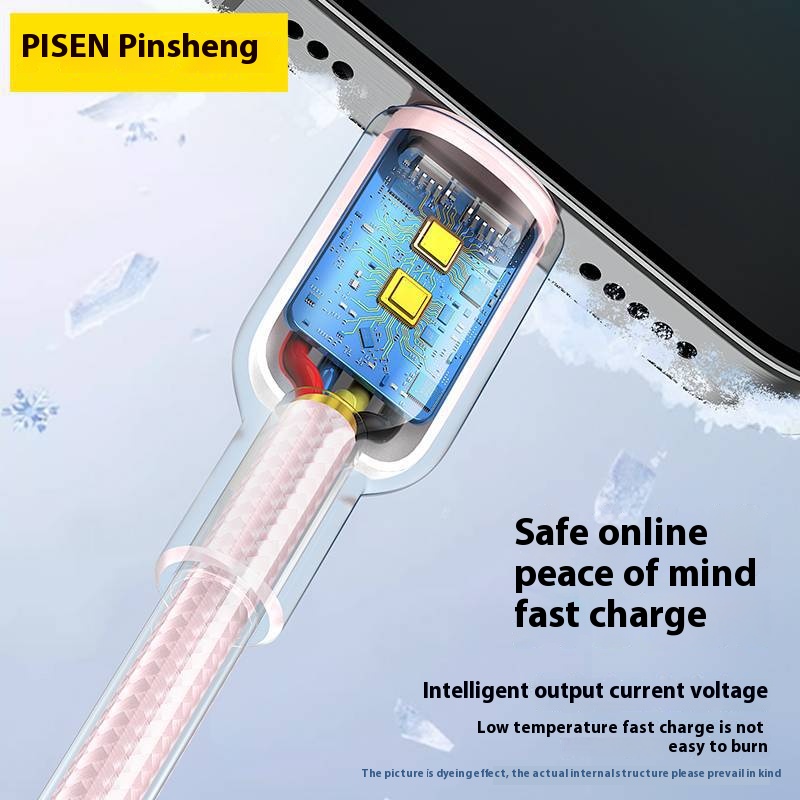 PISEN Pinsheng
Safe online
peace of mind
fast charge
Intelligent output current voltage
Low temperature fast charge is not
easy to burn
The picture is dyeing effect, the actual internal structure please prevail in kind